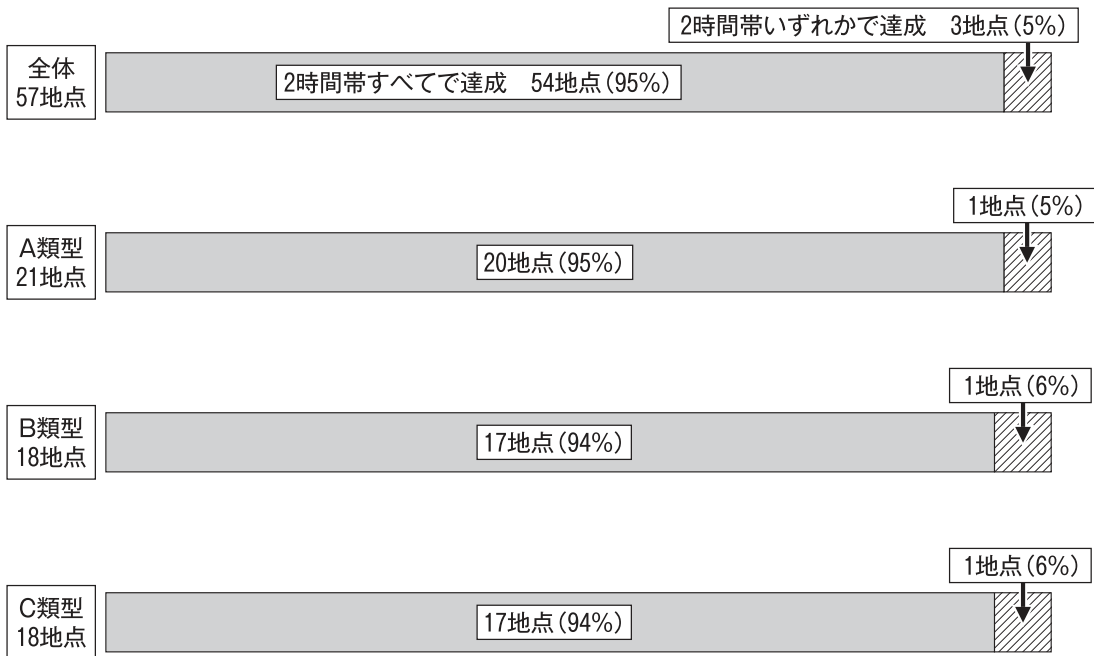 2時間帯いずれかで達成　3地点(5%)
全体
57地点
2時間帯すべてで達成　54地点(95%)
1地点(5%)
A類型
21地点
20地点(95%)
1地点(6%)
B類型
18地点
17地点(94%)
1地点(6%)
C類型
18地点
17地点(94%)